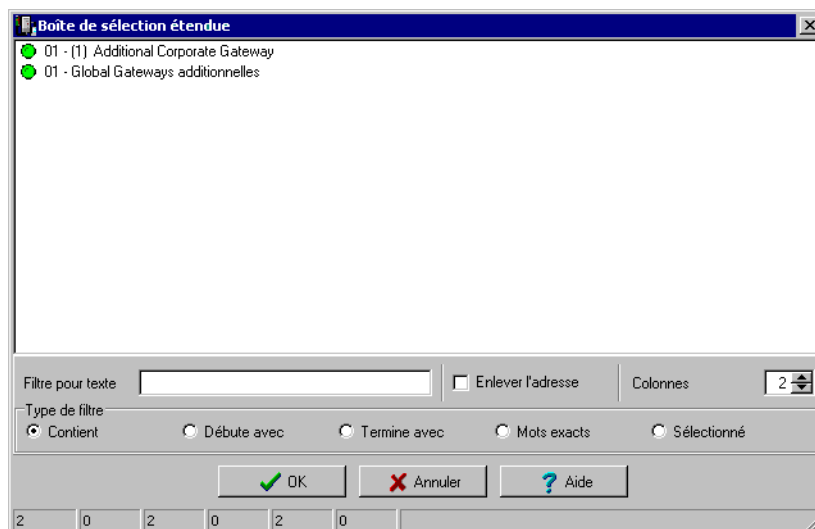 Boîte de sélection étendue
01 - (1) Additional Corporate Gateway
01 - Global Gateways additionnelles
Filtre pour texte Enlever l'adresse Colonnes 2
Type de filtre
Contient Débute avec Termine avec Mots exacts Sélectionné
OK Annuler ? Aide
2 0 2 0 2 0